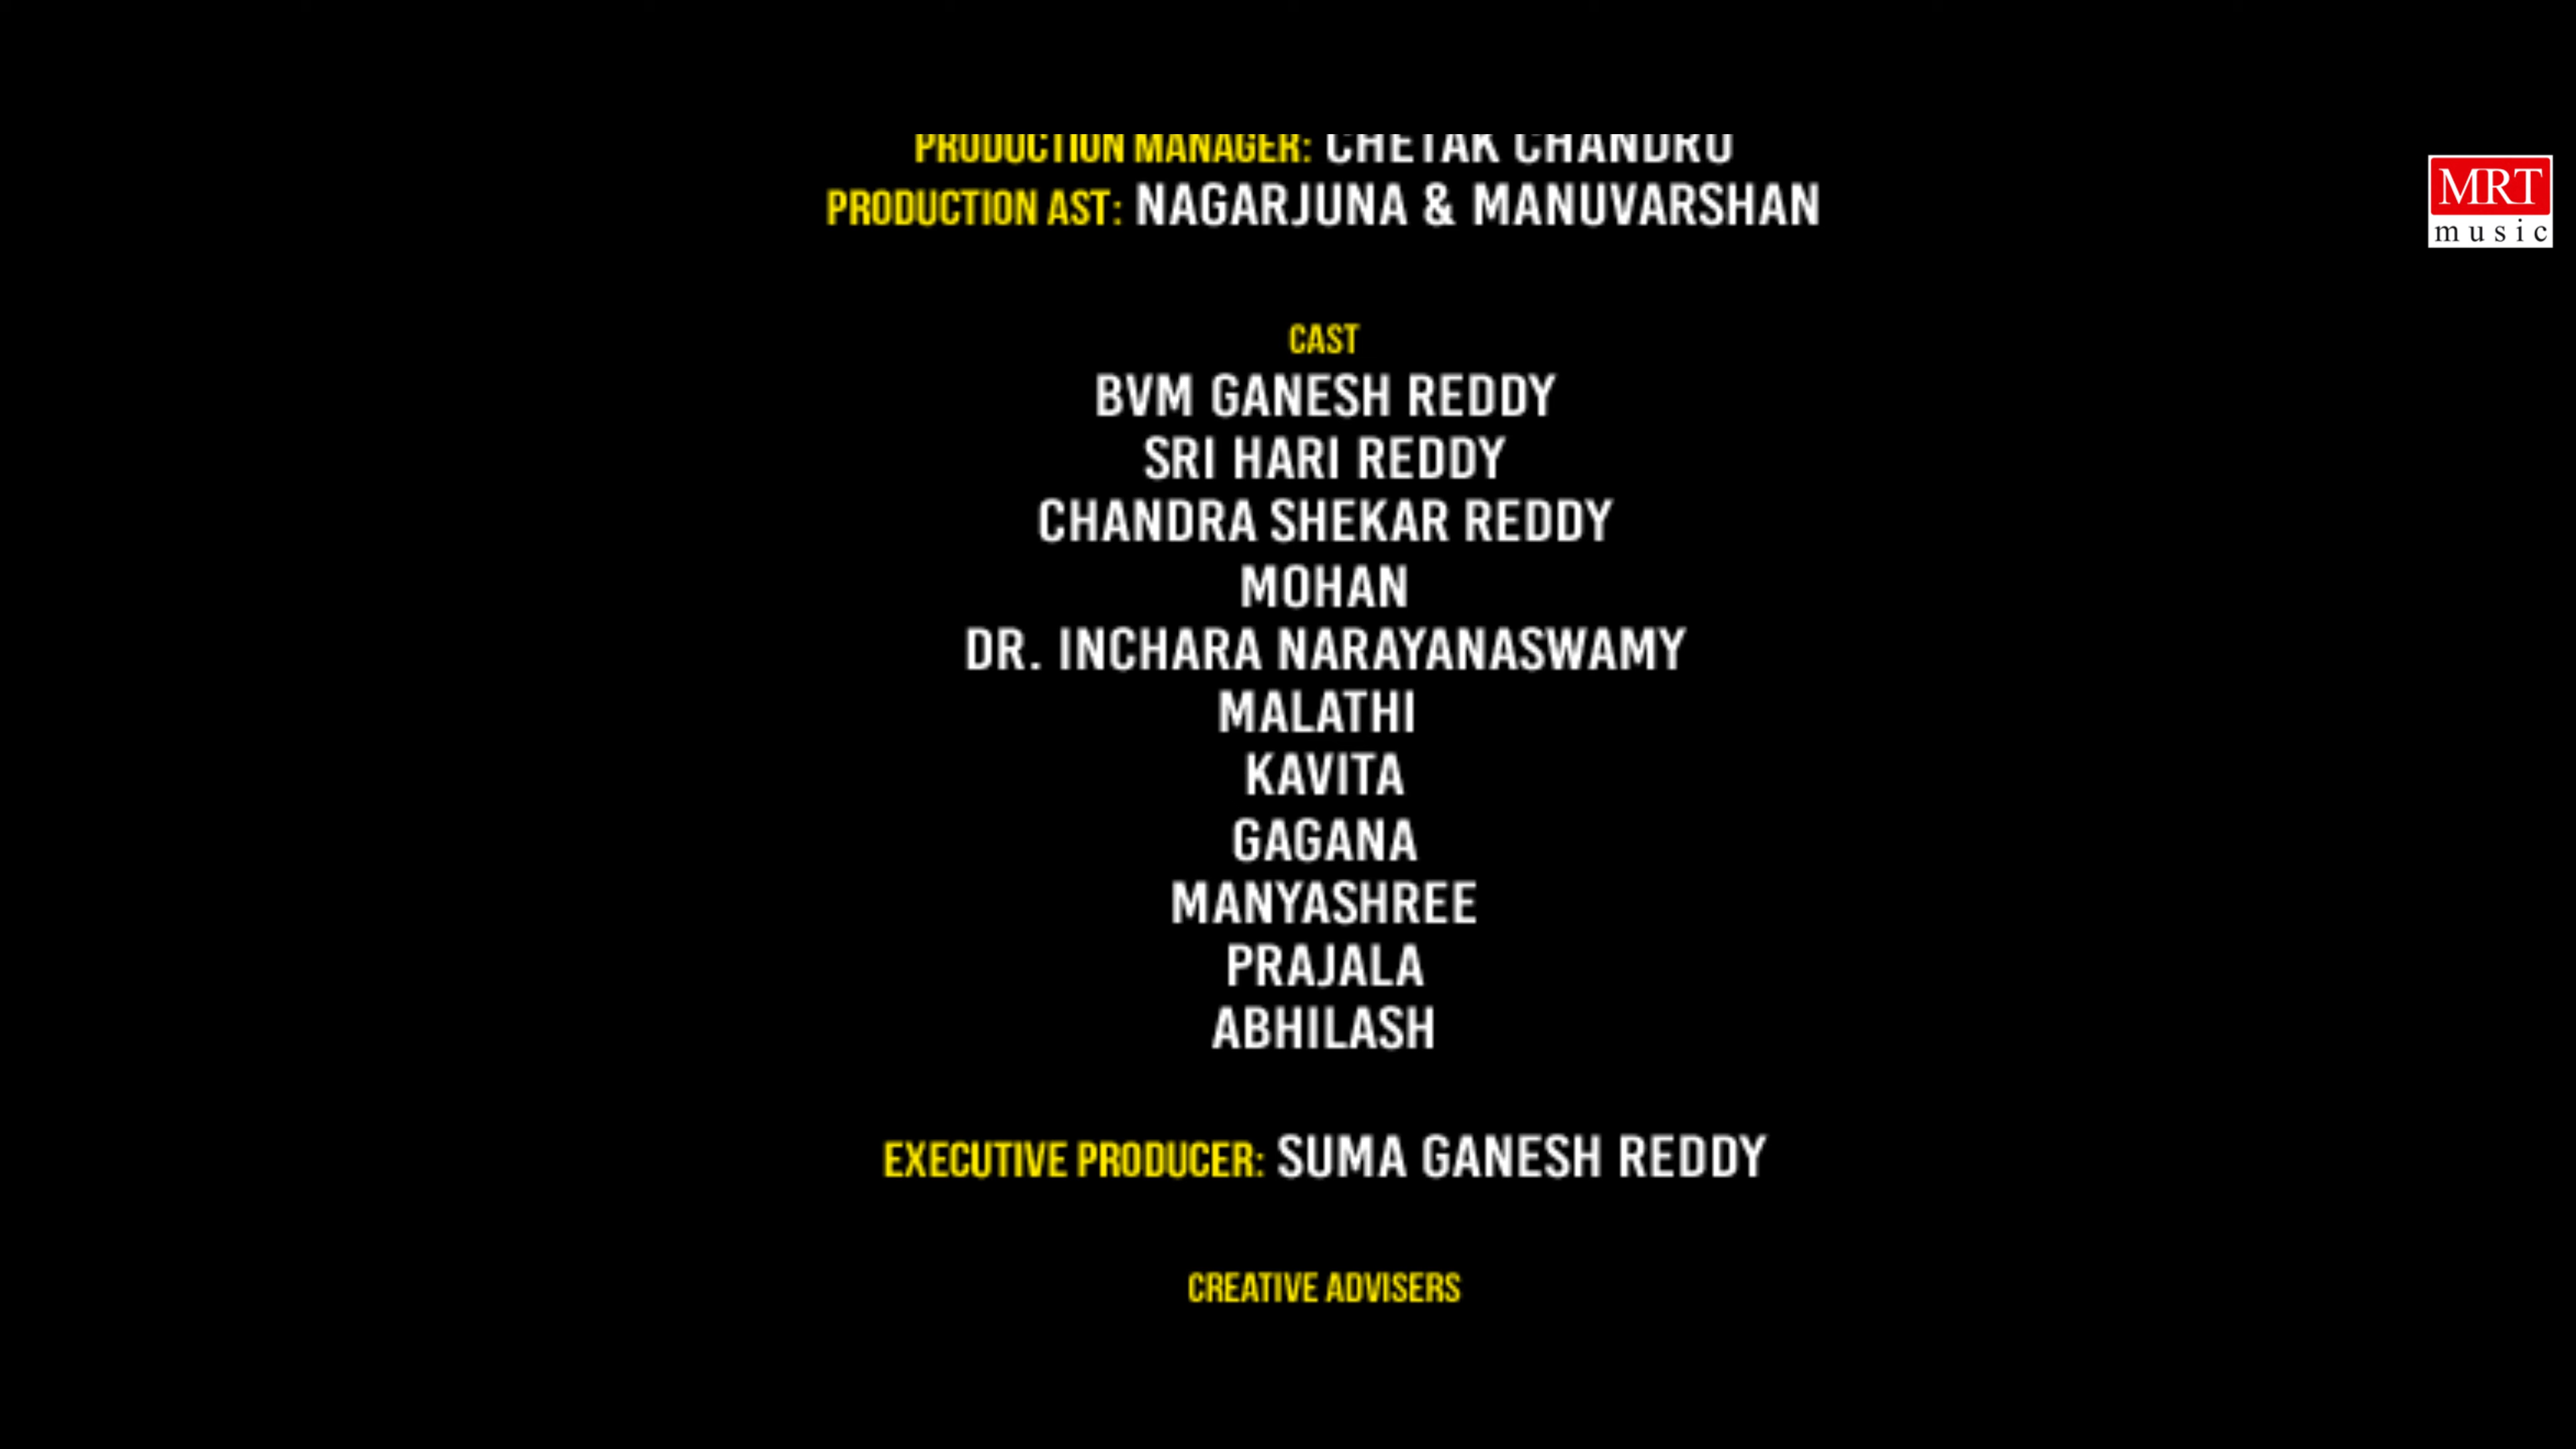 PRODUCTION MANAGER: CHETAK CHANDRU
PRODUCTION AST: NAGARJUNA & MANUVARSHAN
MRT
music
CAST
BVM GANESH REDDY
SRI HARI REDDY
CHANDRA SHEKAR REDDY
MOHAN
DR. INCHARA NARAYANASWAMY
MALATHI
KAVITA
GAGANA
MANYASHREE
PRAJALA
ABHILASH
EXECUTIVE PRODUCER: SUMA GANESH REDDY
CREATIVE ADVISERS